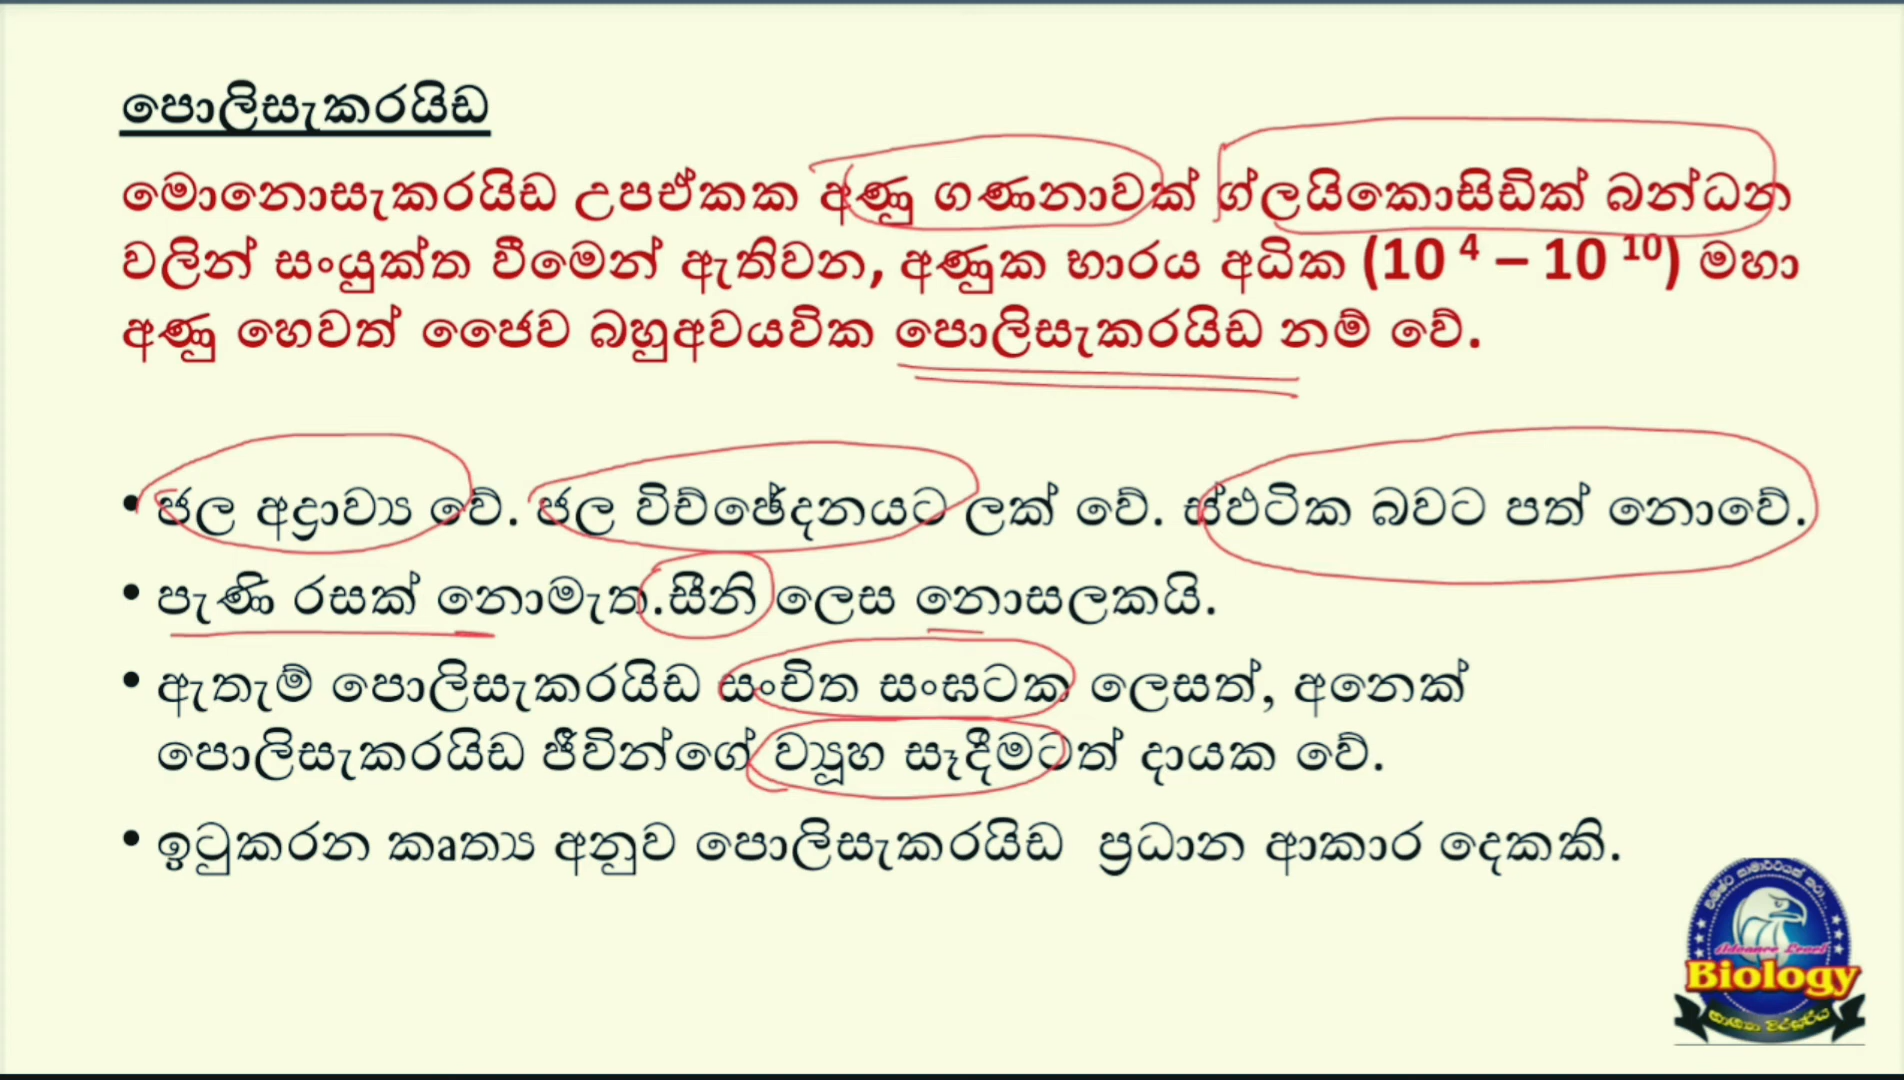 පොලිසැකරයිඩ
මොනොසැකරයිඩ උපඒකක අණු ගණනාවක් ග්ලයිකොසිඩික් බන්ධන
වලින් සංයුක්ත වීමෙන් ඇතිවන, අණුක භාරය අධික (10 ⁴ – 10 ¹⁰) මහා
අණු හෙවත් ජෛව බහුඅවයවික පොලිසැකරයිඩ නම් වේ.
• ජල අද්‍රාව්‍ය වේ. ජල විච්ඡේදනයට ලක් වේ. ස්ඵටික බවට පත් නොවේ.
• පැණි රසක් නොමැත.සීනි ලෙස නොසලකයි.
• ඇතැම් පොලිසැකරයිඩ සංචිත සංඝටක ලෙසත්, අනෙක්
පොලිසැකරයිඩ ජීවින්ගේ ව්‍යූහ සෑදීමටත් දායක වේ.
• ඉටුකරන කෘත්‍ය අනුව පොලිසැකරයිඩ ප්‍රධාන ආකාර දෙකකි.
Advance Level
Biology